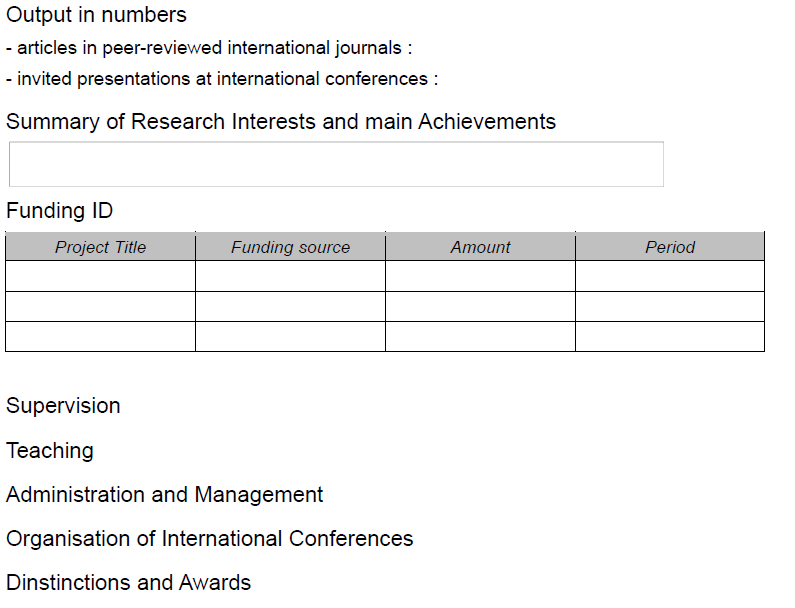 Output in numbers
- articles in peer-reviewed international journals :
- invited presentations at international conferences :
Summary of Research Interests and main Achievements
Funding ID
Project Title Funding source Amount Period
Supervision
Teaching
Administration and Management
Organisation of International Conferences
Dinstinctions and Awards